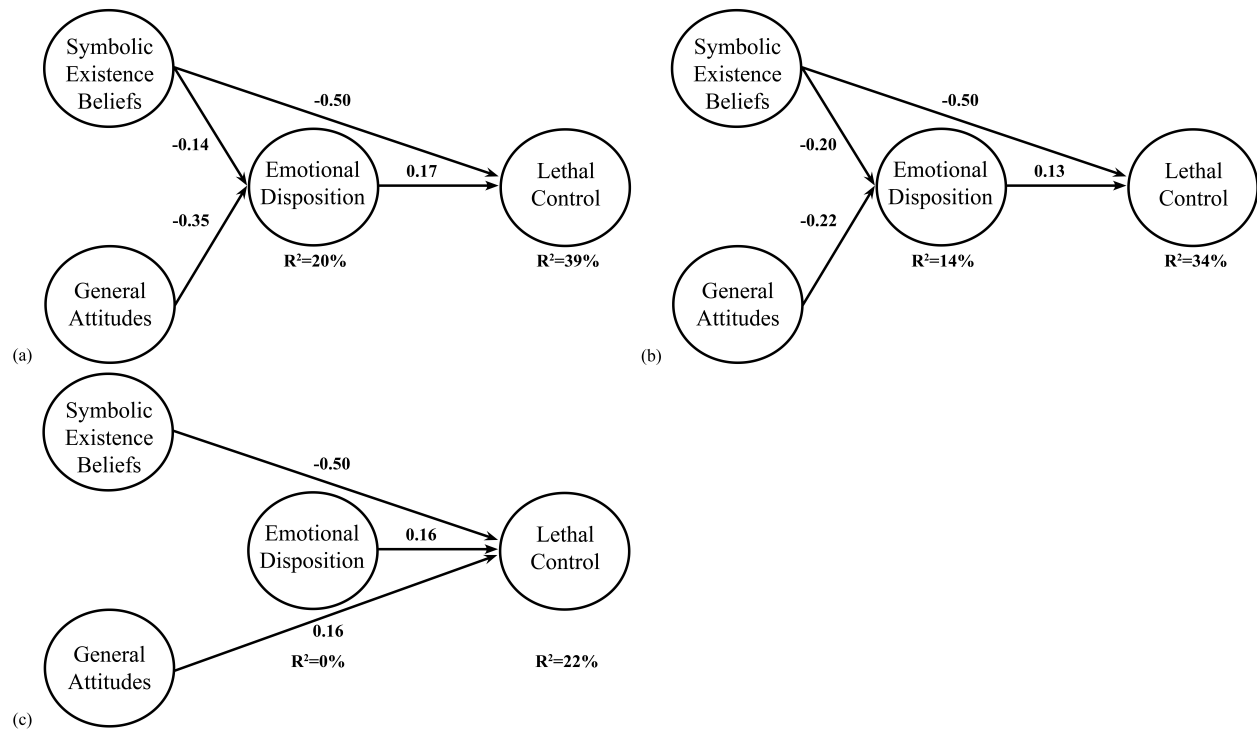 Symbolic
Existence
Beliefs
-0.50
-0.14
Emotional
Disposition
0.17
Lethal
Control
-0.35
R²=20%
R²=39%
General
Attitudes
(a)
Symbolic
Existence
Beliefs
-0.50
-0.20
Emotional
Disposition
0.13
Lethal
Control
-0.22
R²=14%
R²=34%
General
Attitudes
(b)
Symbolic
Existence
Beliefs
-0.50
Emotional
Disposition
0.16
Lethal
Control
0.16
R²=0%
R²=22%
General
Attitudes
(c)